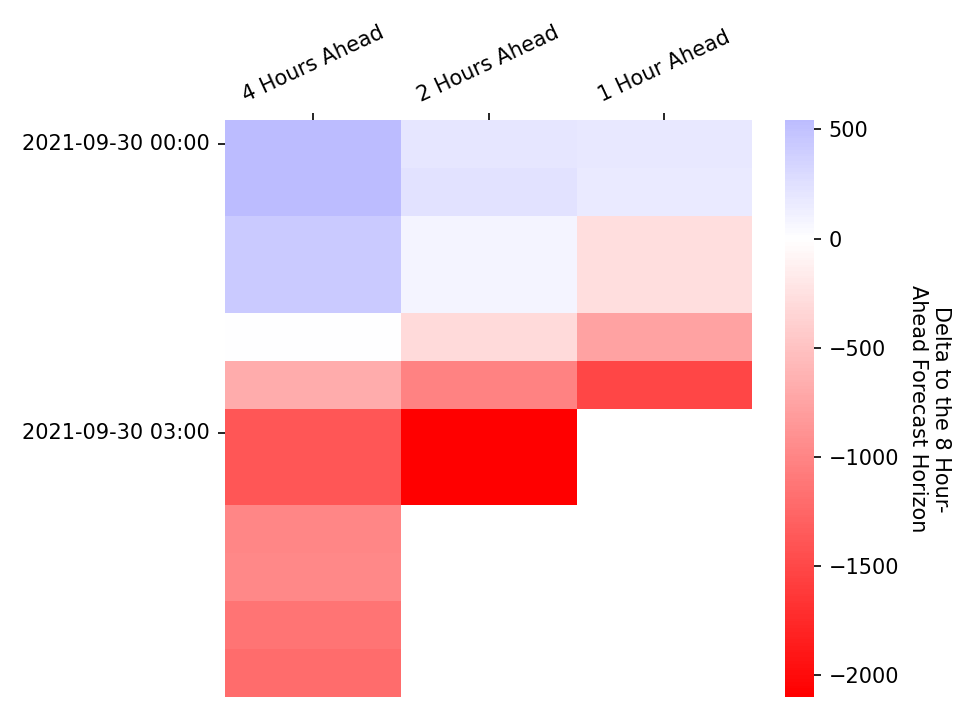 4 Hours Ahead
2 Hours Ahead
1 Hour Ahead
2021-09-30 00:00
2021-09-30 03:00
500
0
−500
−1000
−1500
−2000
Delta to the 8 Hour-
Ahead Forecast Horizon